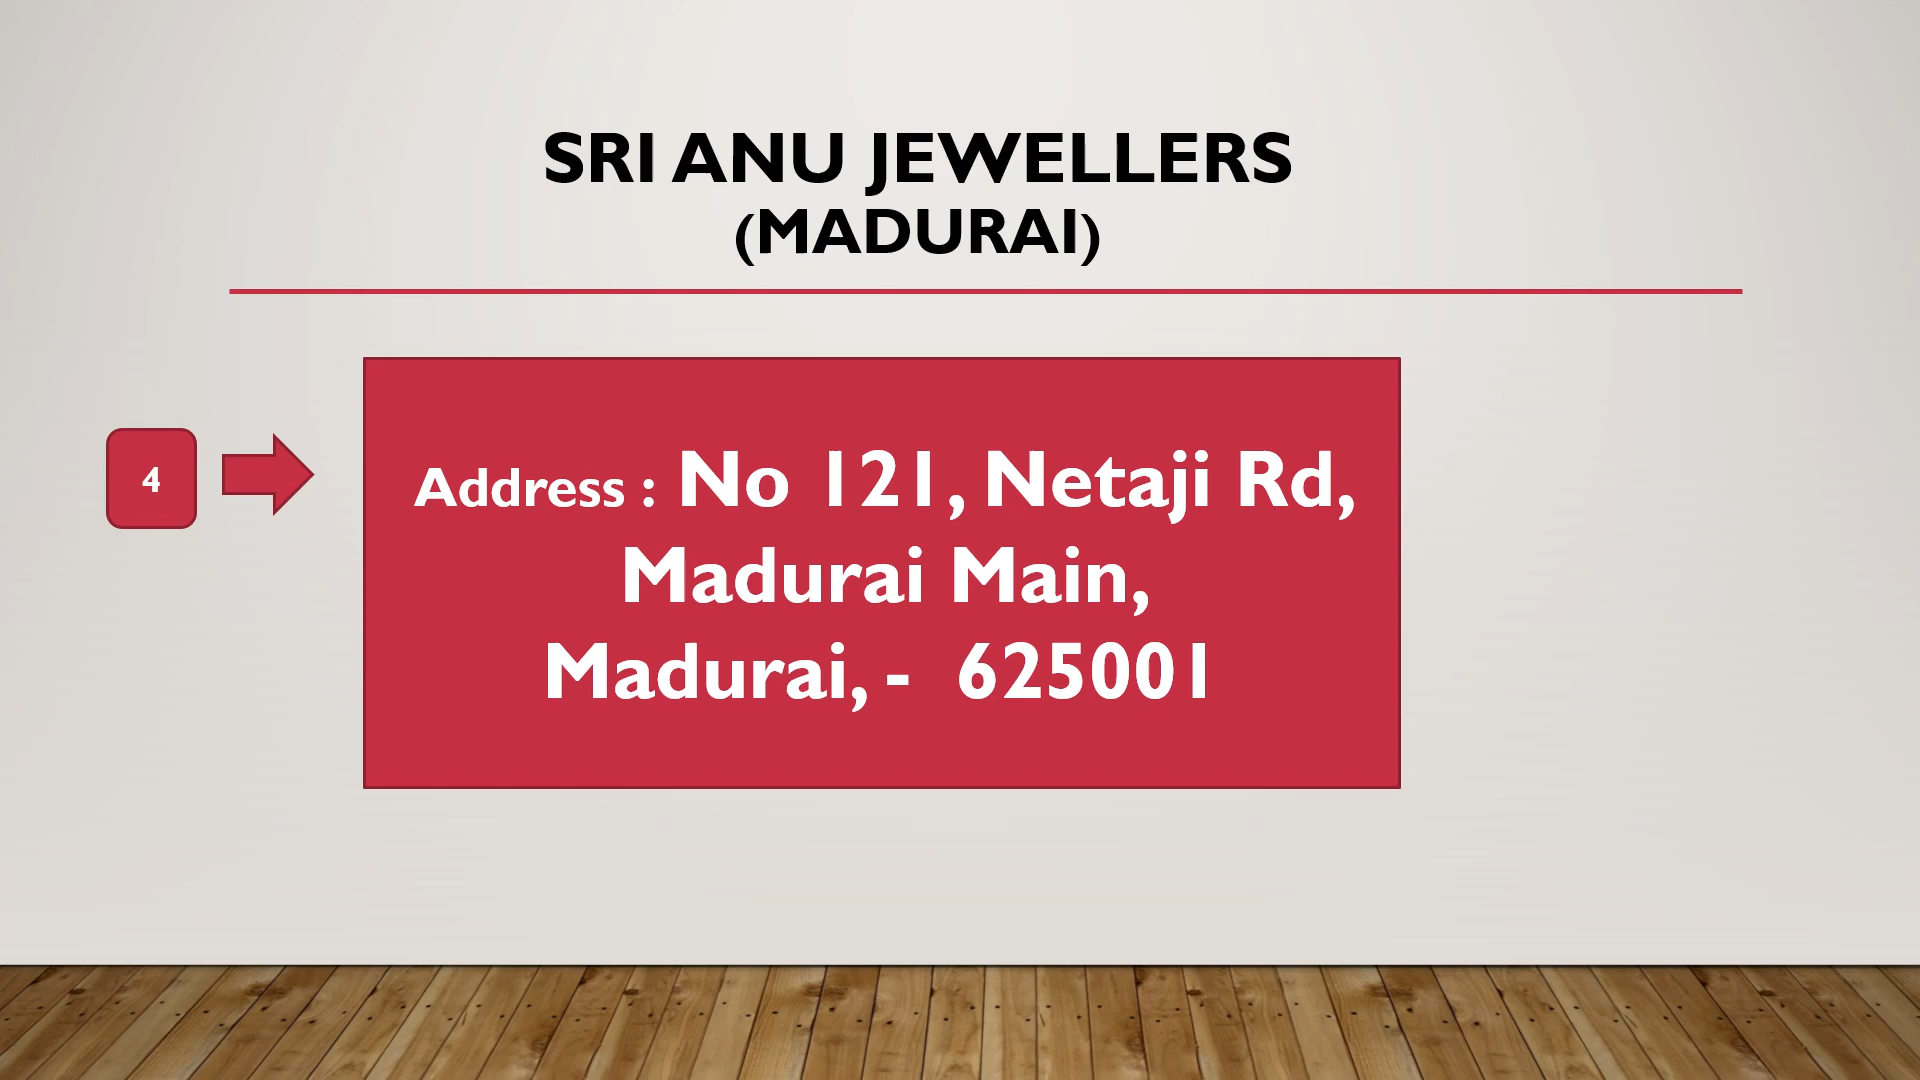 SRI ANU JEWELLERS
(MADURAI)
4
Address : No 121, Netaji Rd,
Madurai Main,
Madurai, - 625001